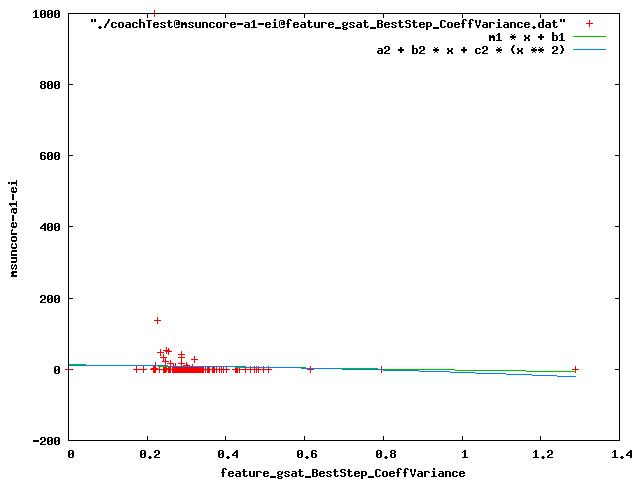 "./coachTest@msuncore-a1-ei@feature_gsat_BestStep_CoeffVariance.dat"
m1 * x + b1
a2 + b2 * x + c2 * (x ** 2)
1000
800
600
400
200
0
-200
msuncore-a1-ei
0 0.2 0.4 0.6 0.8 1 1.2 1.4
feature_gsat_BestStep_CoeffVariance